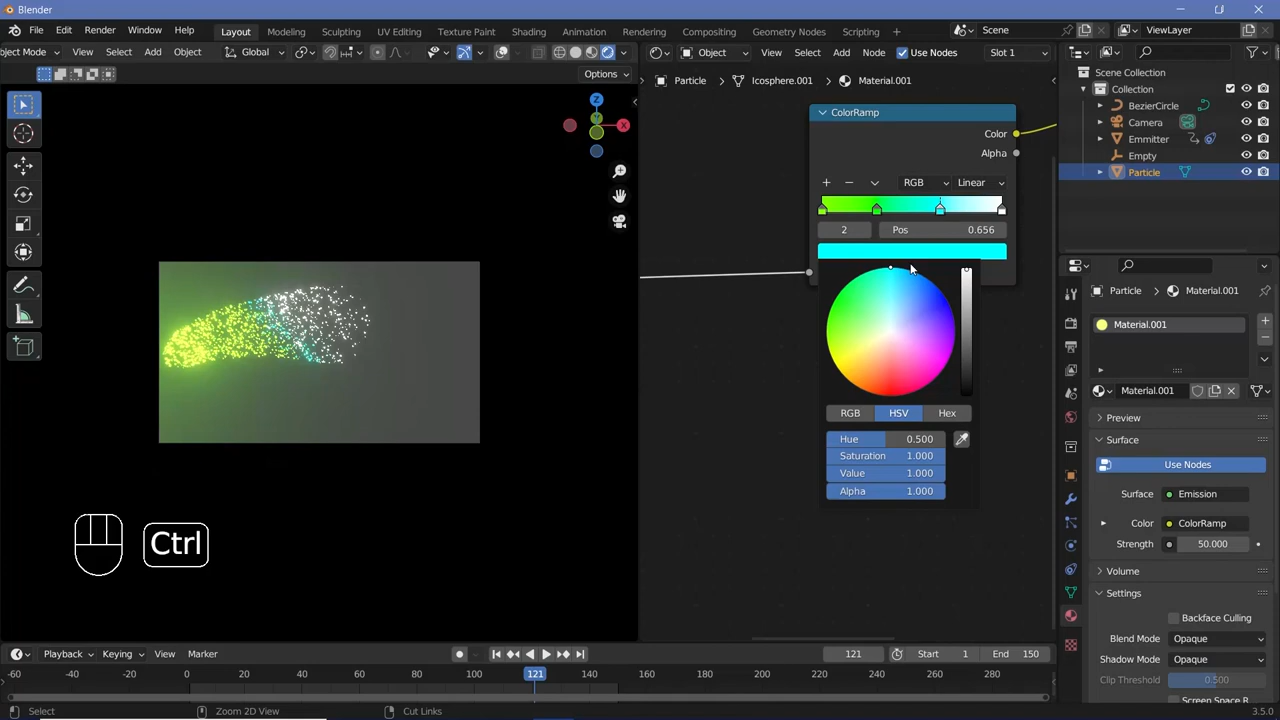 Blender
File Edit Render Window Help
Layout Modeling Sculpting UV Editing Texture Paint Shading Animation Rendering Compositing Geometry Nodes Scripting
Scene
ViewLayer
ject Mode View Select Add Object
Global
Object View Select Add Node Use Nodes Slot 1
Options
Particle Icosphere.001 Material.001
Scene Collection
Collection
BezierCircle
Camera
Emmitter
Empty
Particle
Z
Y
X
ColorRamp
Color
Alpha
RGB Linear
2 Pos 0.656
RGB HSV Hex
Hue 0.500
Saturation 1.000
Value 1.000
Alpha 1.000
Particle Material.001
Material.001
Material.001
Preview
Surface
Use Nodes
Surface Emission
Color ColorRamp
Strength 50.000
Volume
Settings
Backface Culling
Blend Mode Opaque
Shadow Mode Opaque
Clip Threshold 0.500
Screen Space R
Ctrl
Playback Keying View Marker
121 Start 1 End 150
-60 -40 -20 0 20 40 60 80 100 121 140 160 180 200 220 240 260 280
Select Zoom 2D View Cut Links 3.5.0